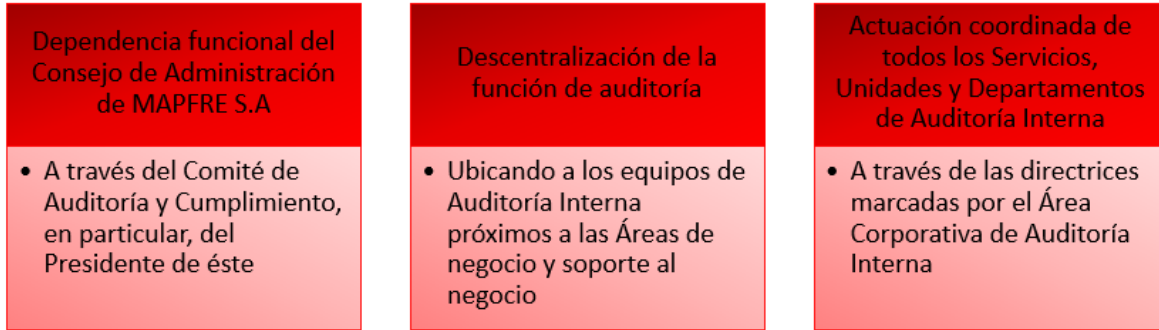 Dependencia funcional del
Consejo de Administración
de MAPFRE S.A
• A través del Comité de
Auditoría y Cumplimiento,
en particular, del
Presidente de éste
Descentralización de la
función de auditoría
• Ubicando a los equipos de
Auditoría Interna
próximos a las Áreas de
negocio y soporte al
negocio
Actuación coordinada de
todos los Servicios,
Unidades y Departamentos
de Auditoría Interna
• A través de las directrices
marcadas por el Área
Corporativa de Auditoría
Interna